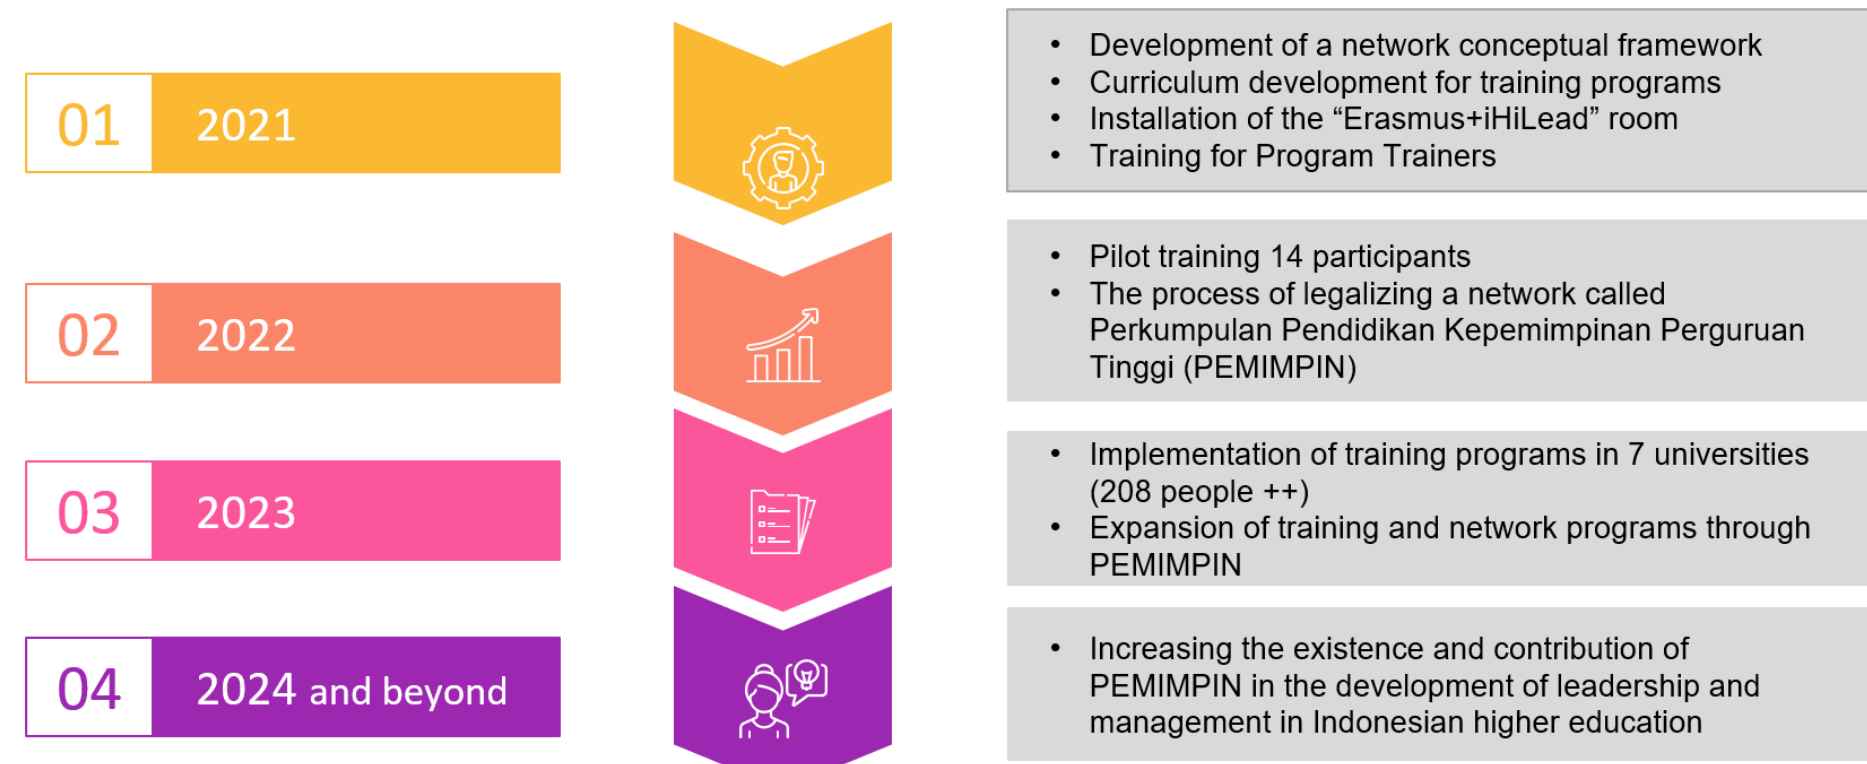 01 2021
• Development of a network conceptual framework
• Curriculum development for training programs
• Installation of the “Erasmus+iHiLead” room
• Training for Program Trainers
02 2022
• Pilot training 14 participants
• The process of legalizing a network called
Perkumpulan Pendidikan Kepemimpinan Perguruan
Tinggi (PEMIMPIN)
03 2023
• Implementation of training programs in 7 universities
(208 people ++)
• Expansion of training and network programs through
PEMIMPIN
04 2024 and beyond
• Increasing the existence and contribution of
PEMIMPIN in the development of leadership and
management in Indonesian higher education